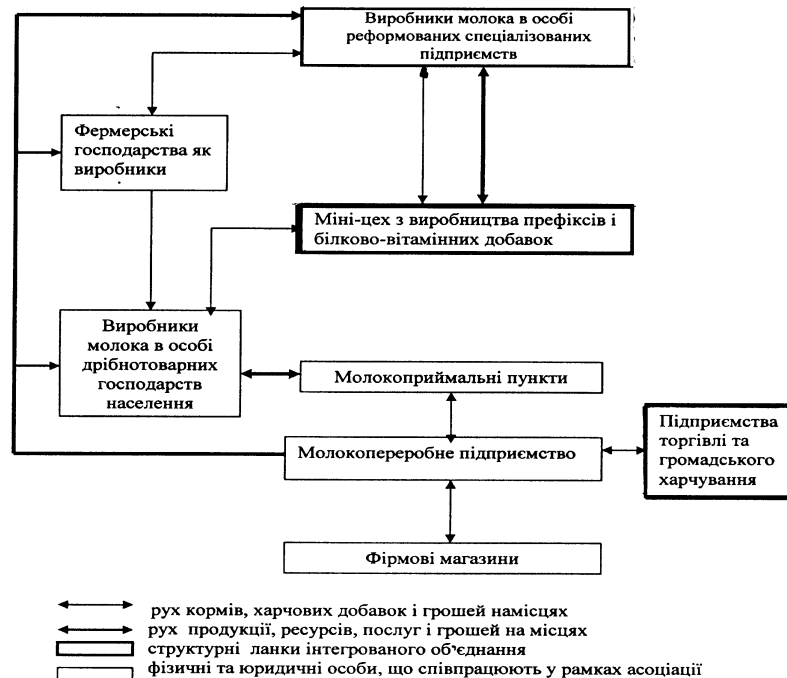 Виробники молока в особі
реформованих спеціалізованих
підприємств
Фермерські
господарства як
виробники
Міні-цех з виробництва префіксів і
білково-вітамінних добавок
Виробники
молока в особі
дрібнотоварних
господарств
населення
Молокоприймальні пункти
Підприємства
торгівлі та
громадського
харчування
Молокопереробне підприємство
Фірмові магазини
рух кормів, харчових добавок і грошей намісцях
рух продукції, ресурсів, послуг і грошей на місцях
структурні ланки інтегрованого об'єднання
фізичні та юридичні особи, що співпрацюють у рамках асоціації